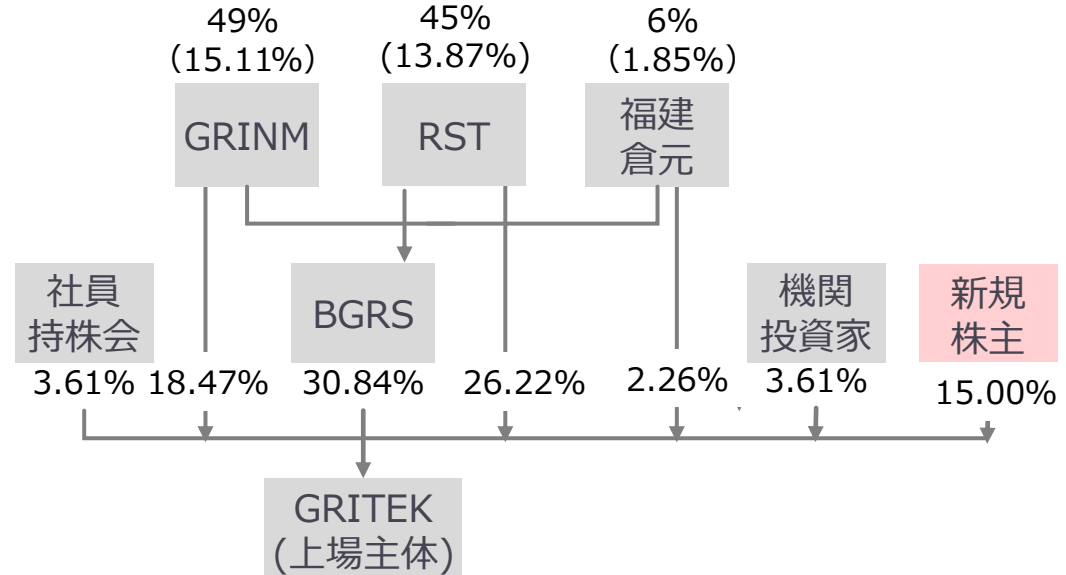 49%
（15.11%）
45%
(13.87%)
6%
（1.85%）
GRINM
RST
福建
倉元
社員
持株会
BGRS
機関
投資家
新規
株主
3.61%
18.47%
30.84%
26.22%
2.26%
3.61%
15.00%
GRITEK
(上場主体)